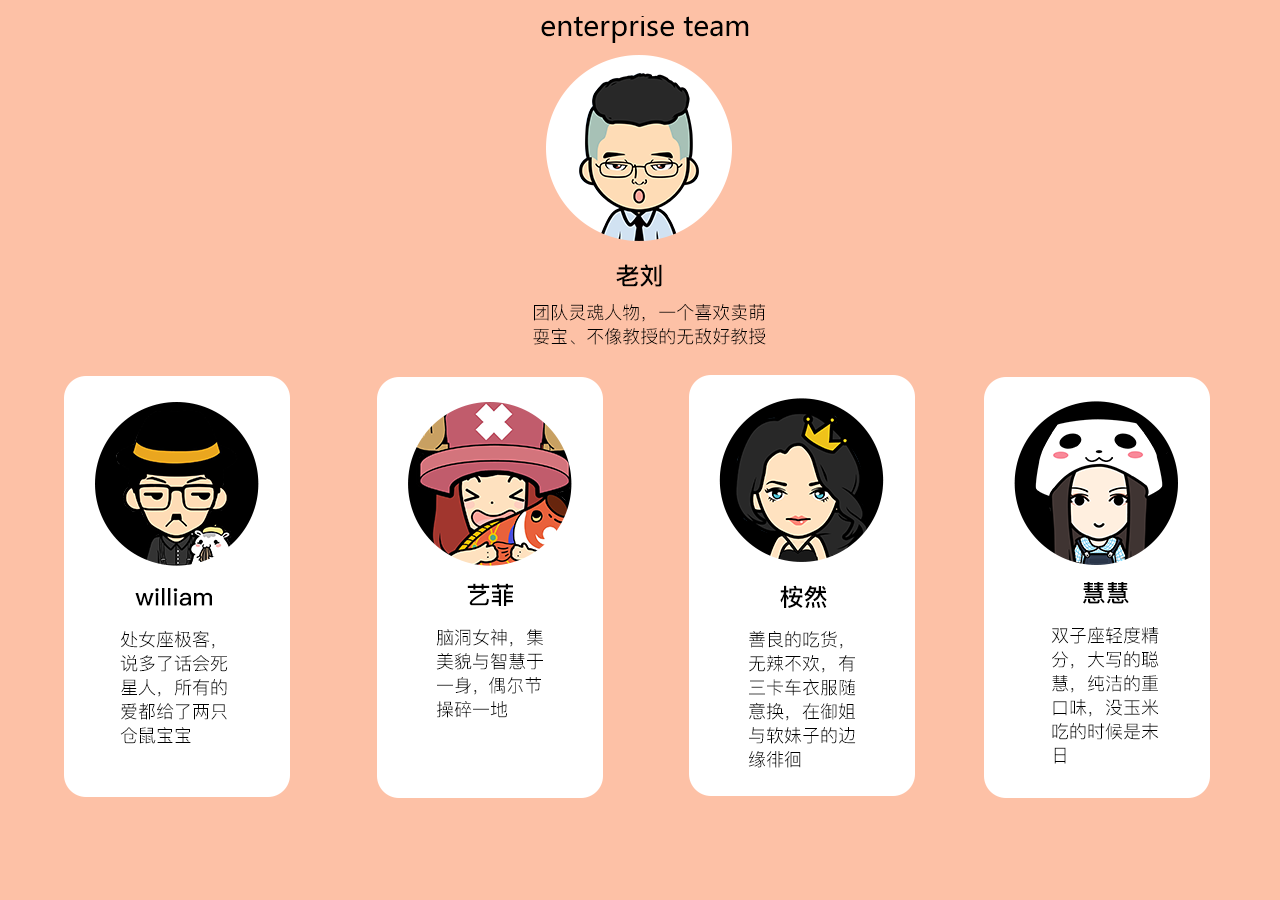 enterprise team
老刘
团队灵魂人物，一个喜欢卖萌
耍宝、不像教授的无敌好教授
william
处女座极客，
说多了话会死
星人，所有的
爱都给了两只
仓鼠宝宝
艺菲
脑洞女神，集
美貌与智慧于
一身，偶尔节
操碎一地
桉然
善良的吃货，
无辣不欢，有
三卡车衣服随
意换，在御姐
与软妹子的边
缘徘徊
慧慧
双子座轻度精
分，大写的聪
慧，纯洁的重
口味，没玉米
吃的时候是末
日